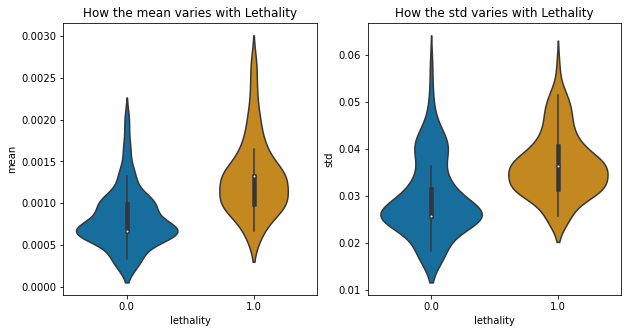 How the mean varies with Lethality
0.0030
0.0025
0.0020
0.0015
0.0010
0.0005
0.0000
mean
0.0
1.0
lethality
How the std varies with Lethality
0.06
0.05
0.04
0.03
0.02
0.01
std
0.0
1.0
lethality